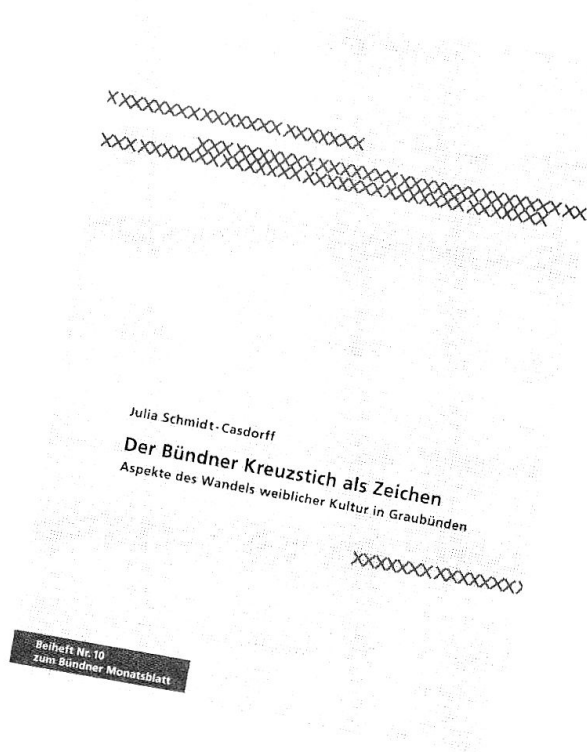 Julia Schmidt-Casdorff
Der Bündner Kreuzstich als Zeichen
Aspekte des Wandels weiblicher Kultur in Graubünden
Beiheft Nr. 10
zum Bündner Monatsblatt